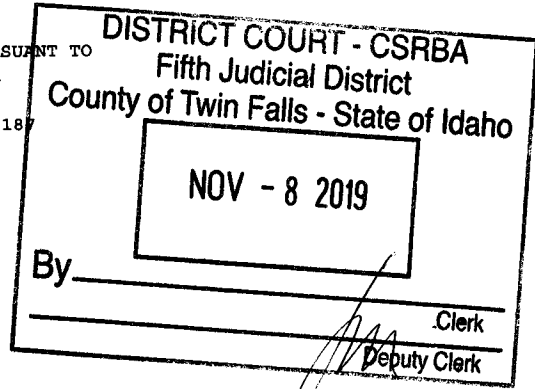 SUANT TO
187
DISTRICT COURT - CSRBA
Fifth Judicial District
County of Twin Falls - State of Idaho
NOV - 8 2019
By
Clerk
Deputy Clerk